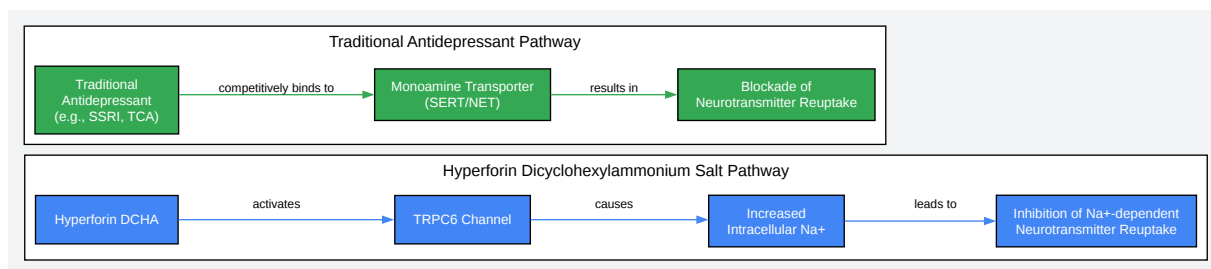 Traditional Antidepressant Pathway
Traditional
Antidepressant
(e.g., SSRI, TCA)
competitively binds to
Monoamine Transporter
(SERT/NET)
results in
Blockade of
Neurotransmitter Reuptake
Hyperforin Dicyclohexylammonium Salt Pathway
Hyperforin DCHA
activates
TRPC6 Channel
causes
Increased
Intracellular Na+
leads to
Inhibition of Na+-dependent
Neurotransmitter Reuptake